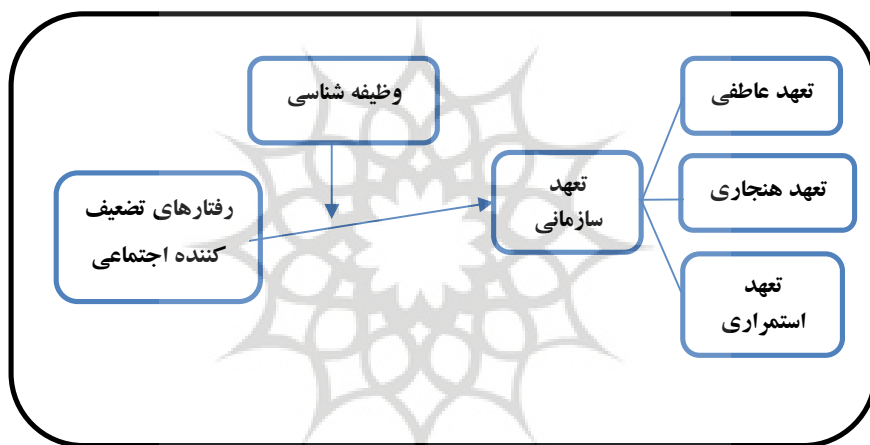 وظیفه شناسی
رفتارهای تضعیف
کننده اجتماعی
تعهد
سازمانی
تعهد عاطفی
تعهد هنجاری
تعهد
استمراری